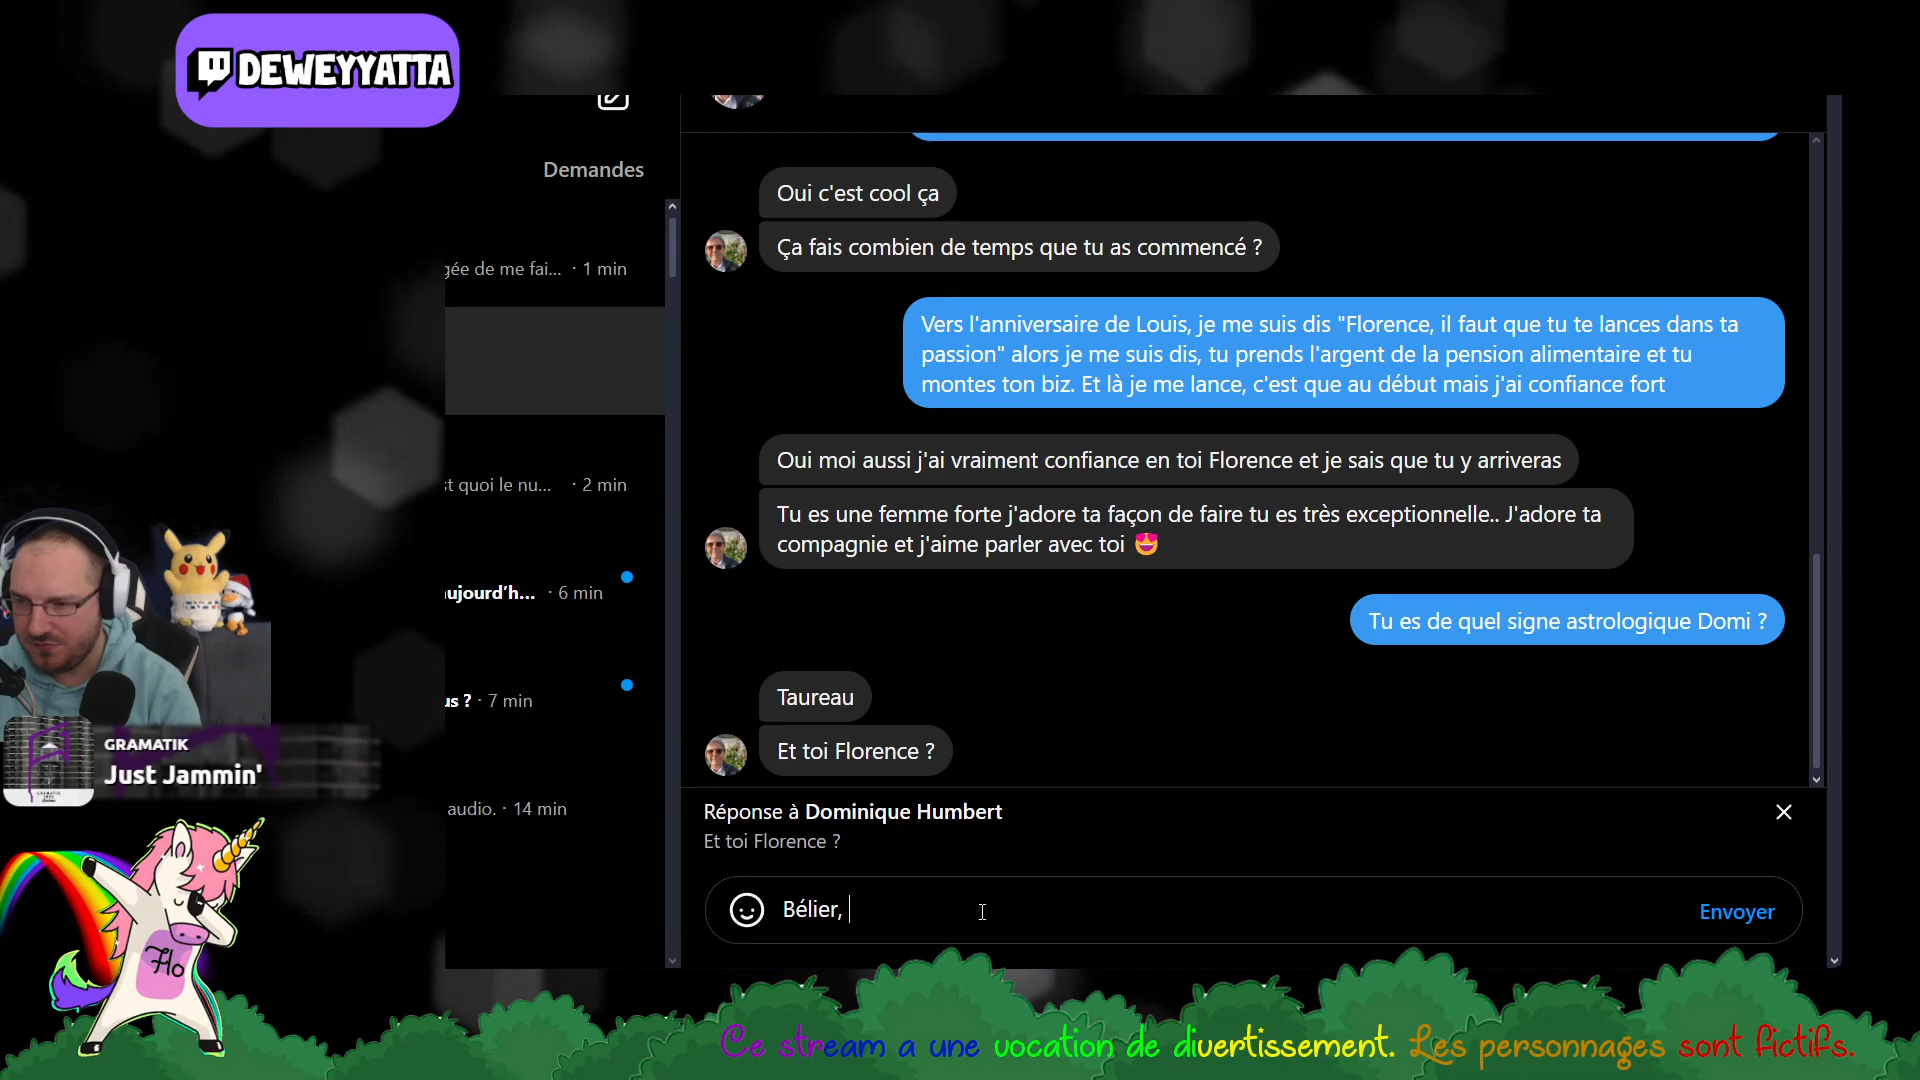 DEWEYYATTA
Demandes
gée de me fai... · 1 min
st quoi le nu... · 2 min
aujourd'h... · 6 min
us ? · 7 min
audio. · 14 min
Oui c'est cool ça
Ça fais combien de temps que tu as commencé ?
Vers l'anniversaire de Louis, je me suis dis "Florence, il faut que tu te lances dans ta
passion" alors je me suis dis, tu prends l'argent de la pension alimentaire et tu
montes ton biz. Et là je me lance, c'est que au début mais j'ai confiance fort
Oui moi aussi j'ai vraiment confiance en toi Florence et je sais que tu y arriveras
Tu es une femme forte j'adore ta façon de faire tu es très exceptionnelle.. J'adore ta
compagnie et j'aime parler avec toi 😍
Tu es de quel signe astrologique Domi ?
Taureau
Et toi Florence ?
Réponse à Dominique Humbert
Et toi Florence ?
Bélier,
Envoyer
GRAMATIK
Just Jammin'
Flo
Ce stream a une vocation de divertissement. Les personnages sont fictifs.